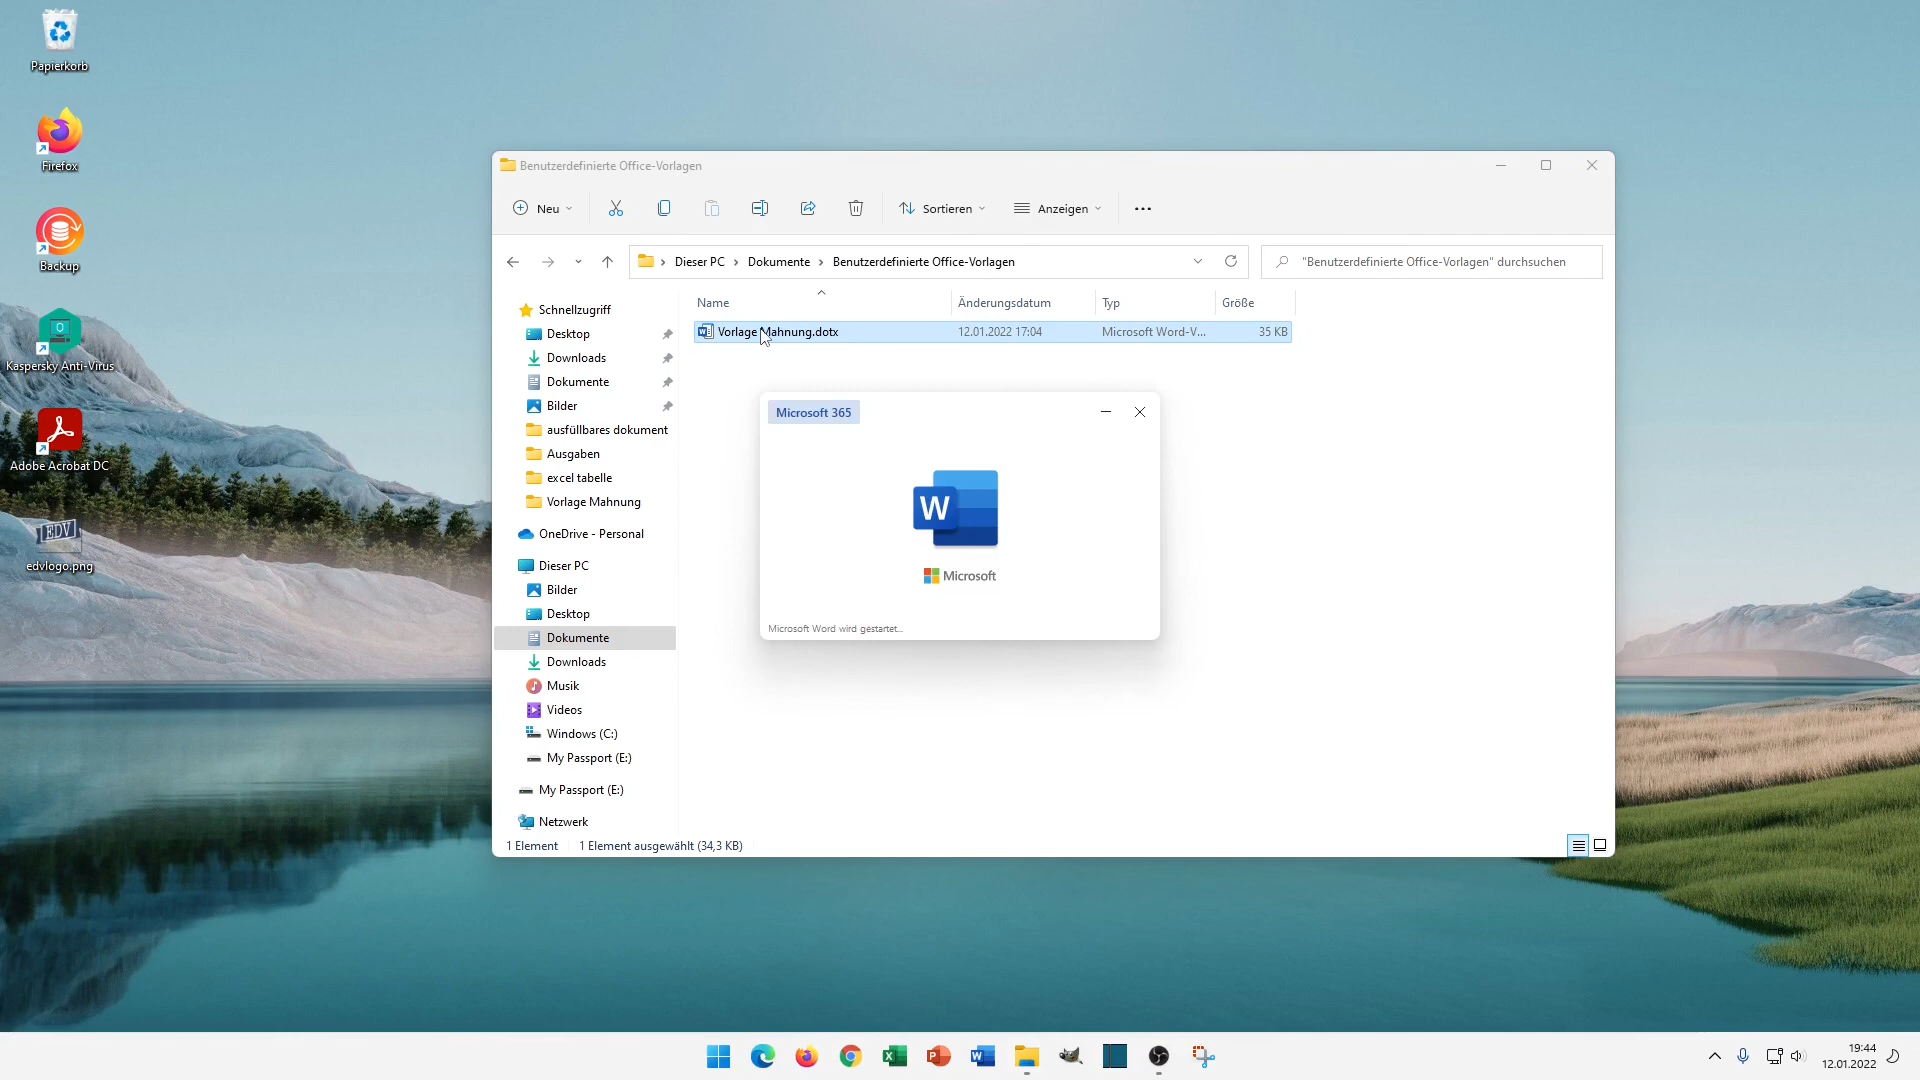 Papierkorb
Firefox
Backup
Kaspersky Anti-Virus
Adobe Acrobat DC
EDV
edvlogo.png
Benutzerdefinierte Office-Vorlagen
Neu
Sortieren
Anzeigen
Dieser PC > Dokumente > Benutzerdefinierte Office-Vorlagen
"Benutzerdefinierte Office-Vorlagen" durchsuchen
Name Änderungsdatum Typ Größe
Vorlage Mahnung.dotx 12.01.2022 17:04 Microsoft Word-V... 35 KB
Schnellzugriff
Desktop
Downloads
Dokumente
Bilder
ausfüllbares dokument
Ausgaben
excel tabelle
Vorlage Mahnung
OneDrive - Personal
Dieser PC
Bilder
Desktop
Dokumente
Downloads
Musik
Videos
Windows (C:)
My Passport (E:)
My Passport (E:)
Netzwerk
1 Element 1 Element ausgewählt (34,3 KB)
Microsoft 365
W
Microsoft
Microsoft Word wird gestartet...
19:44
12.01.2022